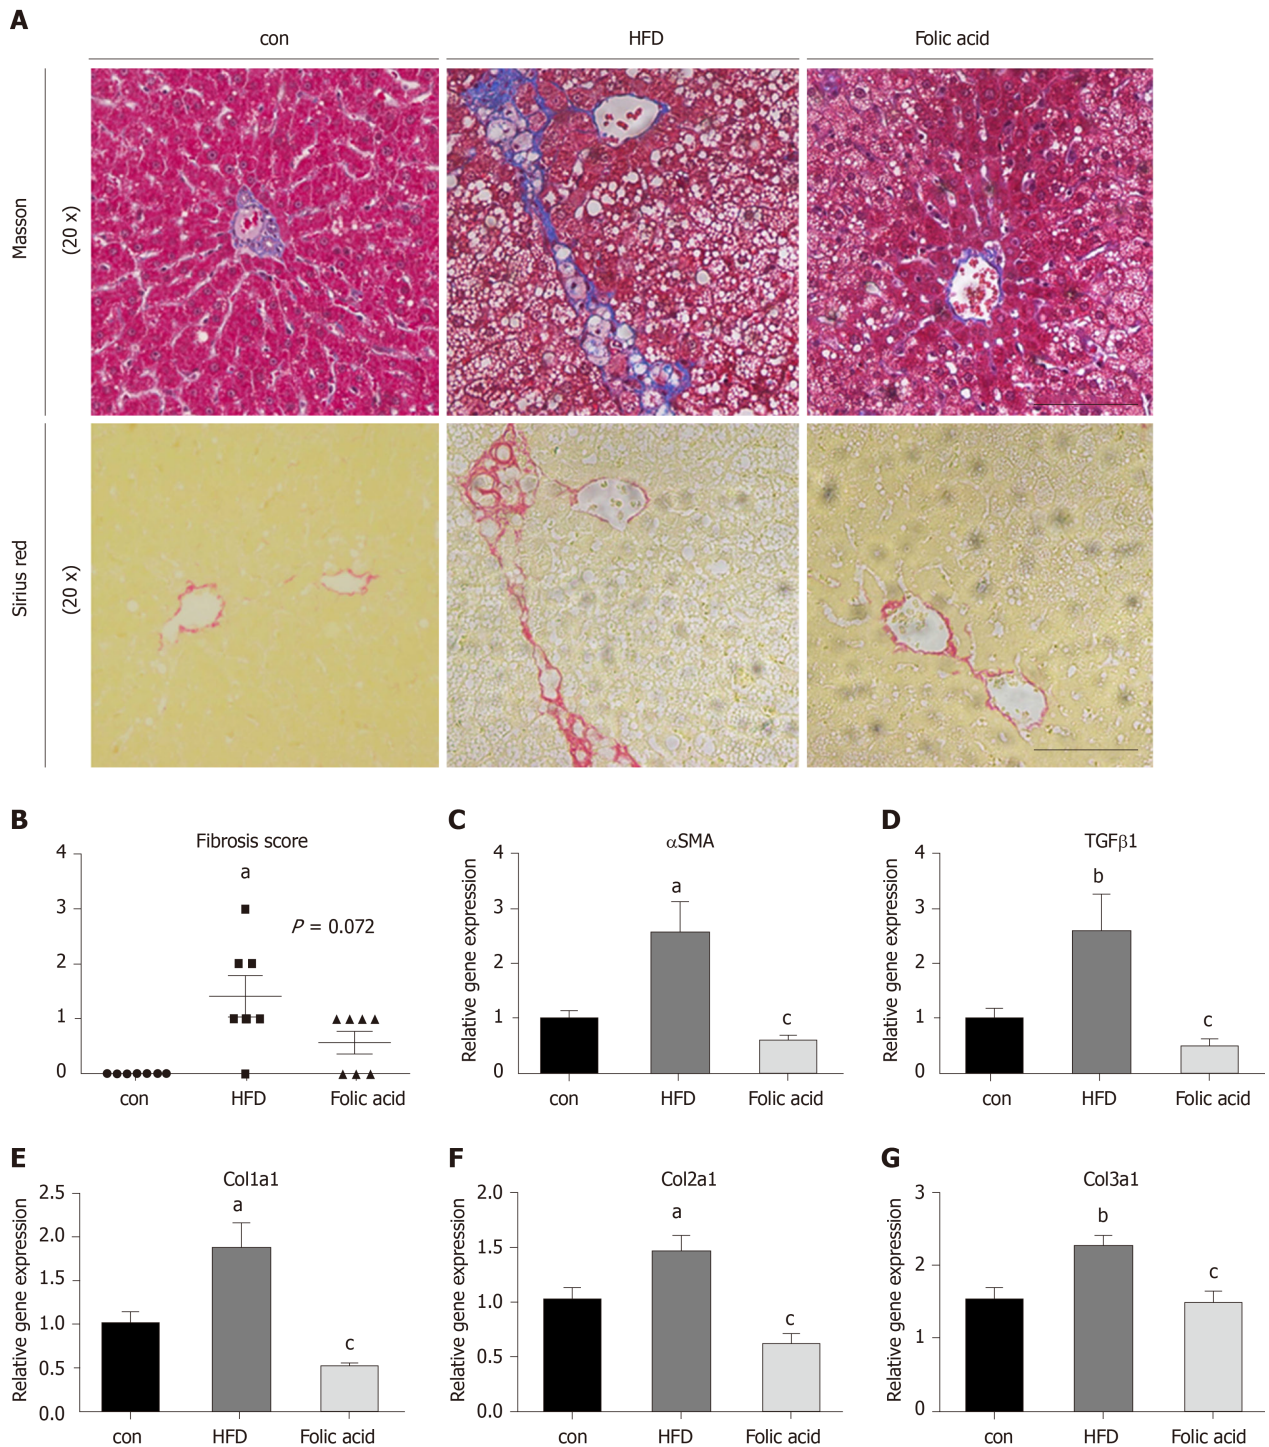 A
con HFD Folic acid
Masson
(20 x)
Sirius red
(20 x)
B
Fibrosis score
4
3
2
1
0
a
P = 0.072
con HFD Folic acid
C
αSMA
Relative gene expression
4
3
2
1
0
a
c
con HFD Folic acid
D
TGFβ1
Relative gene expression
4
3
2
1
0
b
c
con HFD Folic acid
E
Col1a1
Relative gene expression
2.5
2.0
1.5
1.0
0.5
0.0
a
c
con HFD Folic acid
F
Col2a1
Relative gene expression
2.0
1.5
1.0
0.5
0.0
a
c
con HFD Folic acid
G
Col3a1
Relative gene expression
3
2
1
0
b
c
con HFD Folic acid